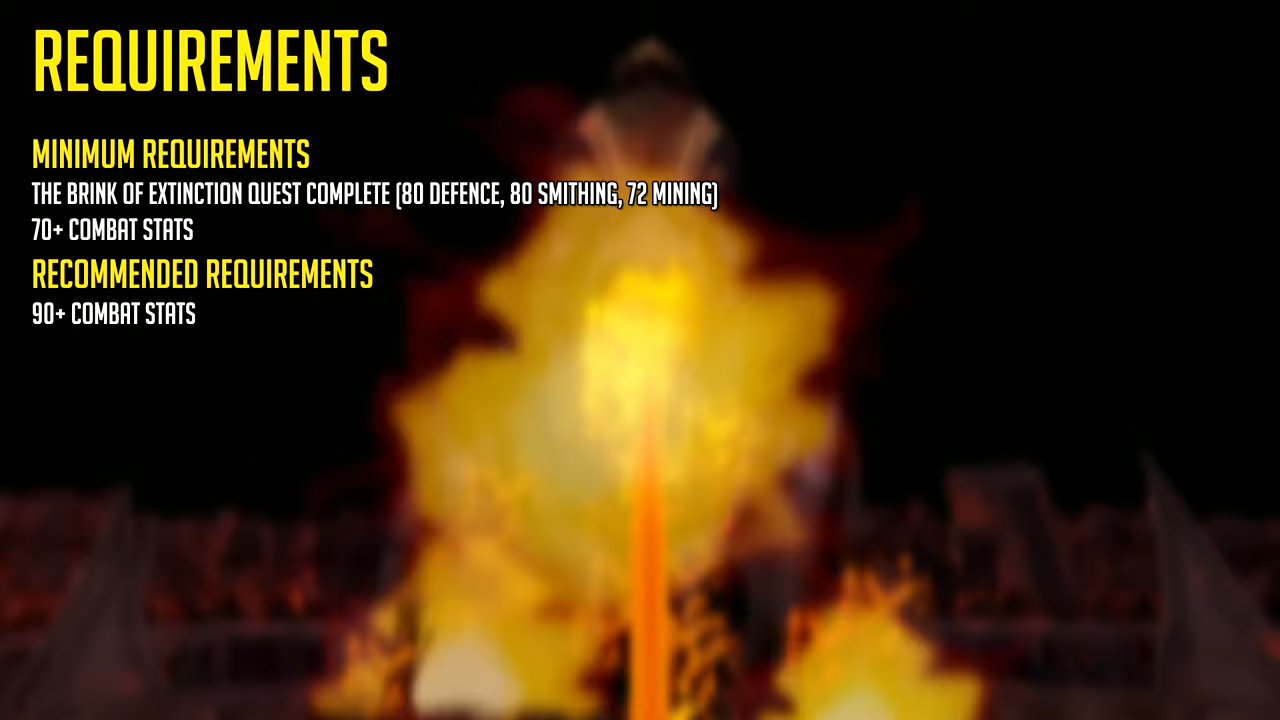 REQUIREMENTS
MINIMUM REQUIREMENTS
THE BRINK OF EXTINCTION QUEST COMPLETE (80 DEFENCE, 80 SMITHING, 72 MINING)
70+ COMBAT STATS
RECOMMENDED REQUIREMENTS
90+ COMBAT STATS